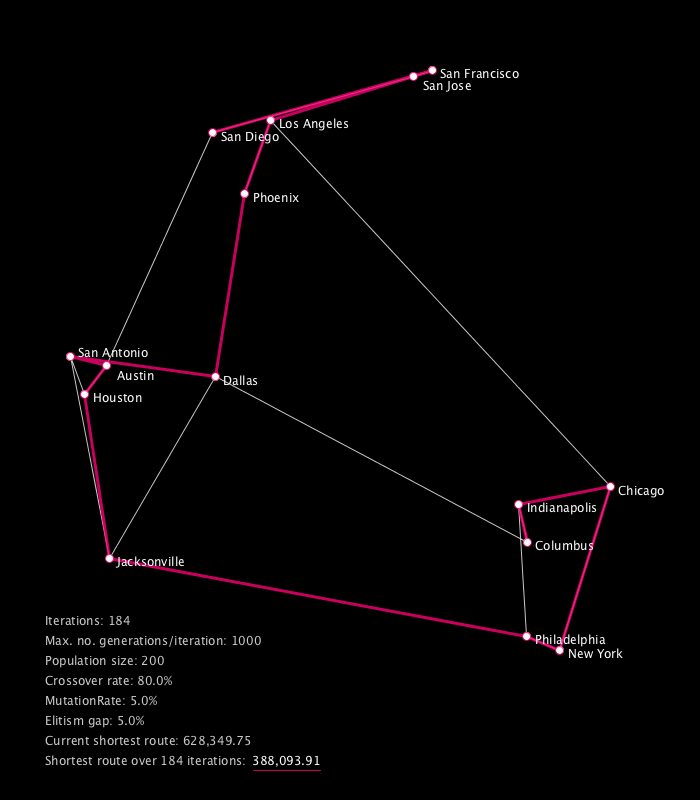 San Francisco
San Jose
Los Angeles
San Diego
Phoenix
San Antonio
Austin
Dallas
Houston
Chicago
Indianapolis
Columbus
Jacksonville
Philadelphia
New York
Iterations: 184
Max. no. generations/iteration: 1000
Population size: 200
Crossover rate: 80.0%
MutationRate: 5.0%
Elitism gap: 5.0%
Current shortest route: 628,349.75
Shortest route over 184 iterations: 388,093.91